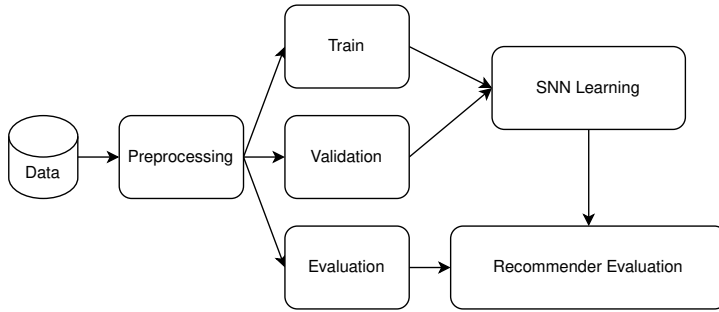 Data
Preprocessing
Train
Validation
Evaluation
SNN Learning
Recommender Evaluation